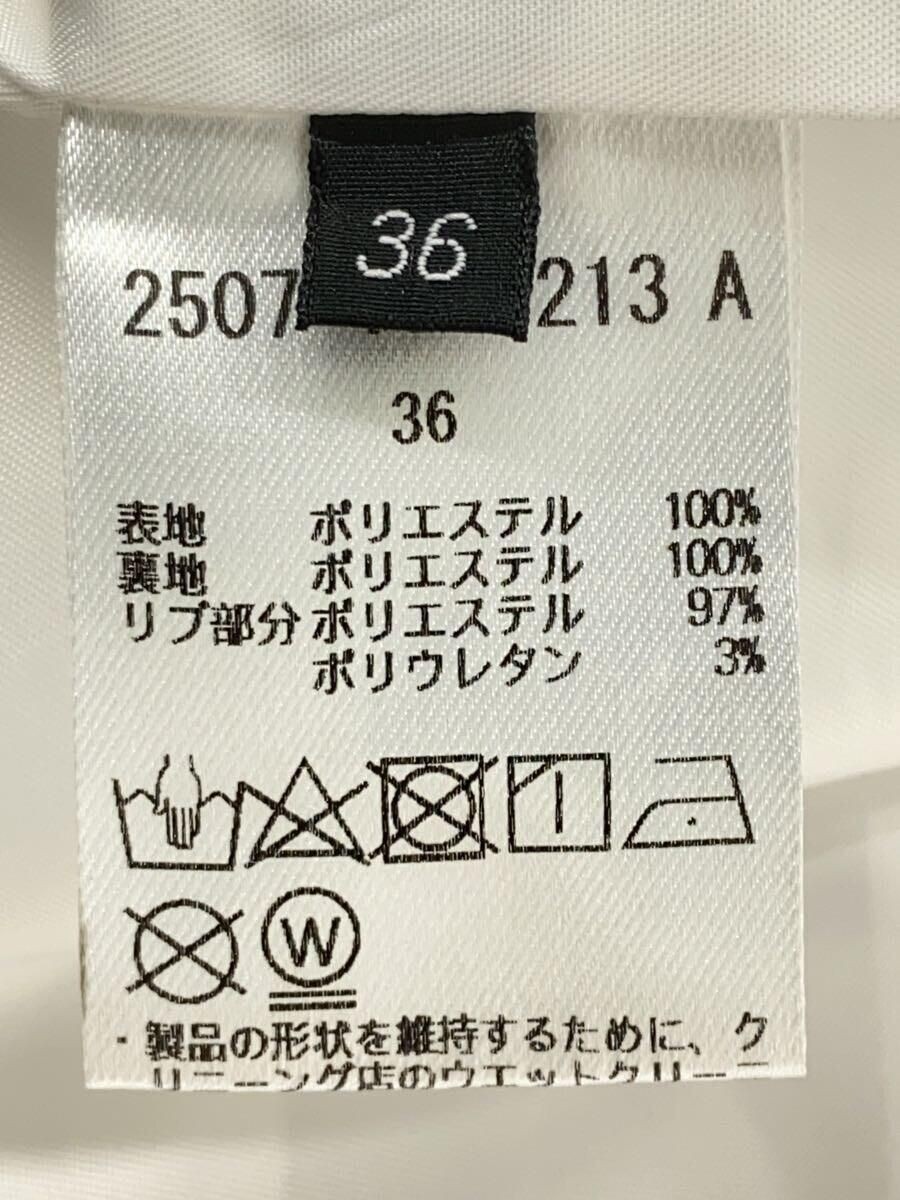 36
2507 213 A
36
表地 ポリエステル 100%
裏地 ポリエステル 100%
リブ部分 ポリエステル 97%
ポリウレタン 3%
W
・製品の形状を維持するために、ク
リーニング店のウエットクリーニ